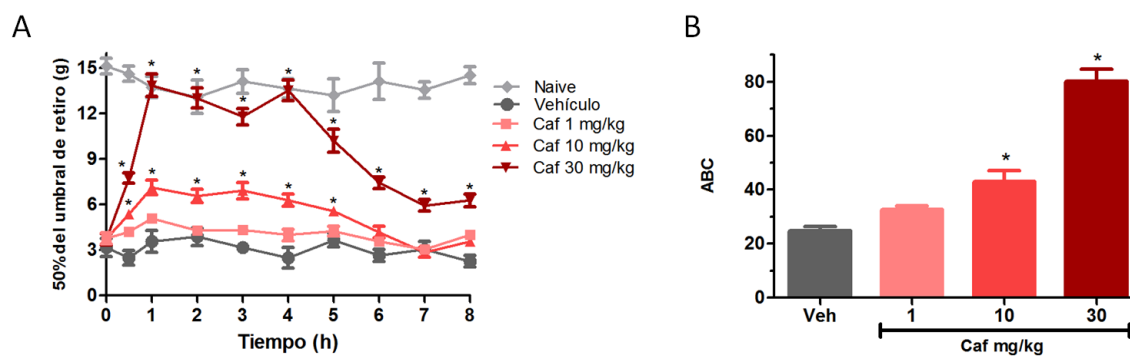 A
50%del umbral de retiro (g)
15
12
9
6
3
0
* * * * * * * * *
* * * * * *
0 1 2 3 4 5 6 7 8
Tiempo (h)
Naive
Vehículo
Caf 1 mg/kg
Caf 10 mg/kg
Caf 30 mg/kg
B
ABC
80
60
40
20
0
*
*
Veh 1 10 30
Caf mg/kg